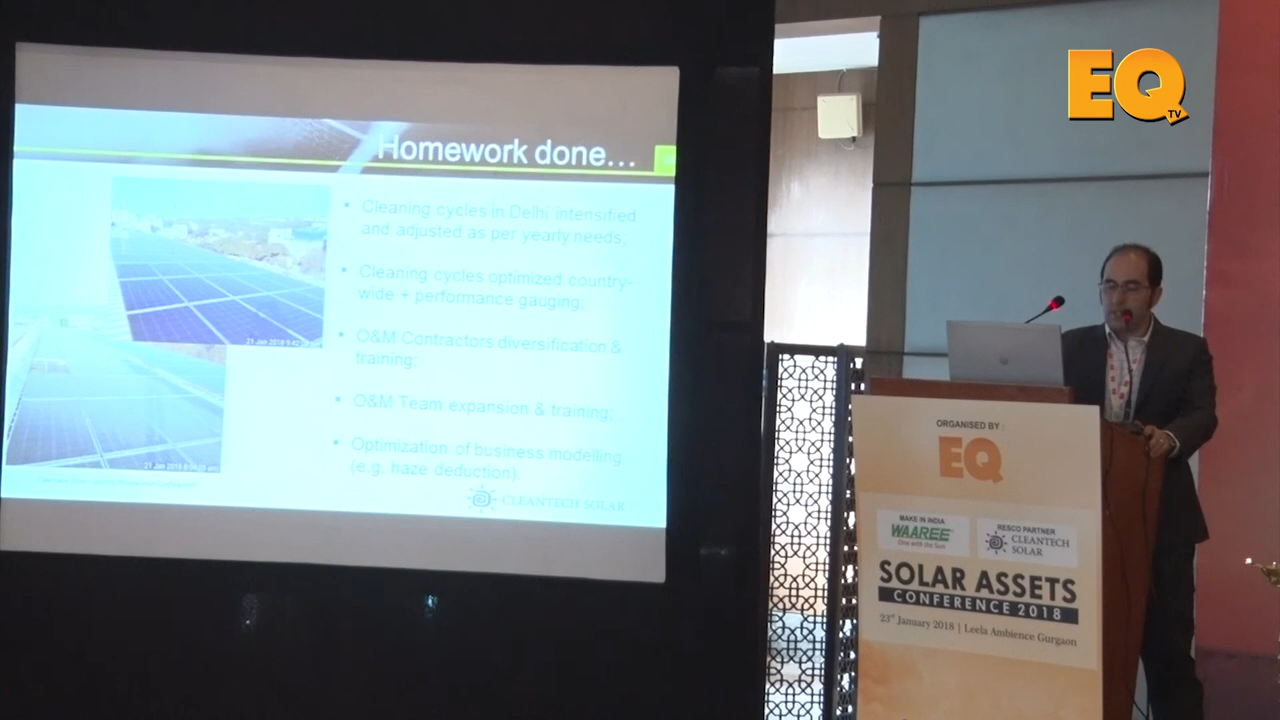 EQ
TV
Homework done...
Cleaning cycles in Delhi intensified
and adjusted as per yearly needs;
Cleaning cycles optimized country-
wide + performance gauging;
O&M Contractors diversification &
training;
O&M Team expansion & training;
Optimization of business modelling
(e.g. haze deduction).
CLEANTECH SOLAR
21 Jan 2018 9:42
21 Jan 2018
ORGANISED BY :
EQ
MAKE IN INDIA
WAAREE
One with the Sun
RESCO PARTNER
CLEANTECH
SOLAR
SOLAR ASSETS
CONFERENCE 2018
23rd January 2018 | Leela Ambience Gurgaon